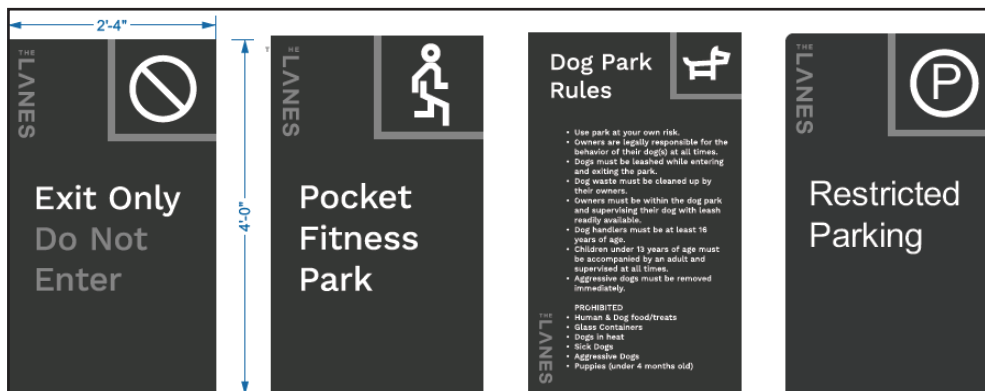 2'-4"
THE
LANES
Exit Only
Do Not
Enter
4'-0"
T
HE
LANES
Pocket
Fitness
Park
Dog Park
Rules
• Use park at your own risk.
• Owners are legally responsible for the
behavior of their dog(s) at all times.
• Dogs must be leashed while entering
and exiting the park.
• Dog waste must be cleaned up by
their owners.
• Owners must be within the dog park
and supervising their dog with leash
readily available.
• Dog handlers must be at least 16
years of age.
• Children under 13 years of age must
be accompanied by an adult and
supervised at all times.
• Aggressive dogs must be removed
immediately.
PROHIBITED
• Human & Dog food/treats
• Glass Containers
• Dogs in heat
• Sick Dogs
• Aggressive Dogs
• Puppies (under 4 months old)
THE
LANES
THE
LANES
P
Restricted
Parking